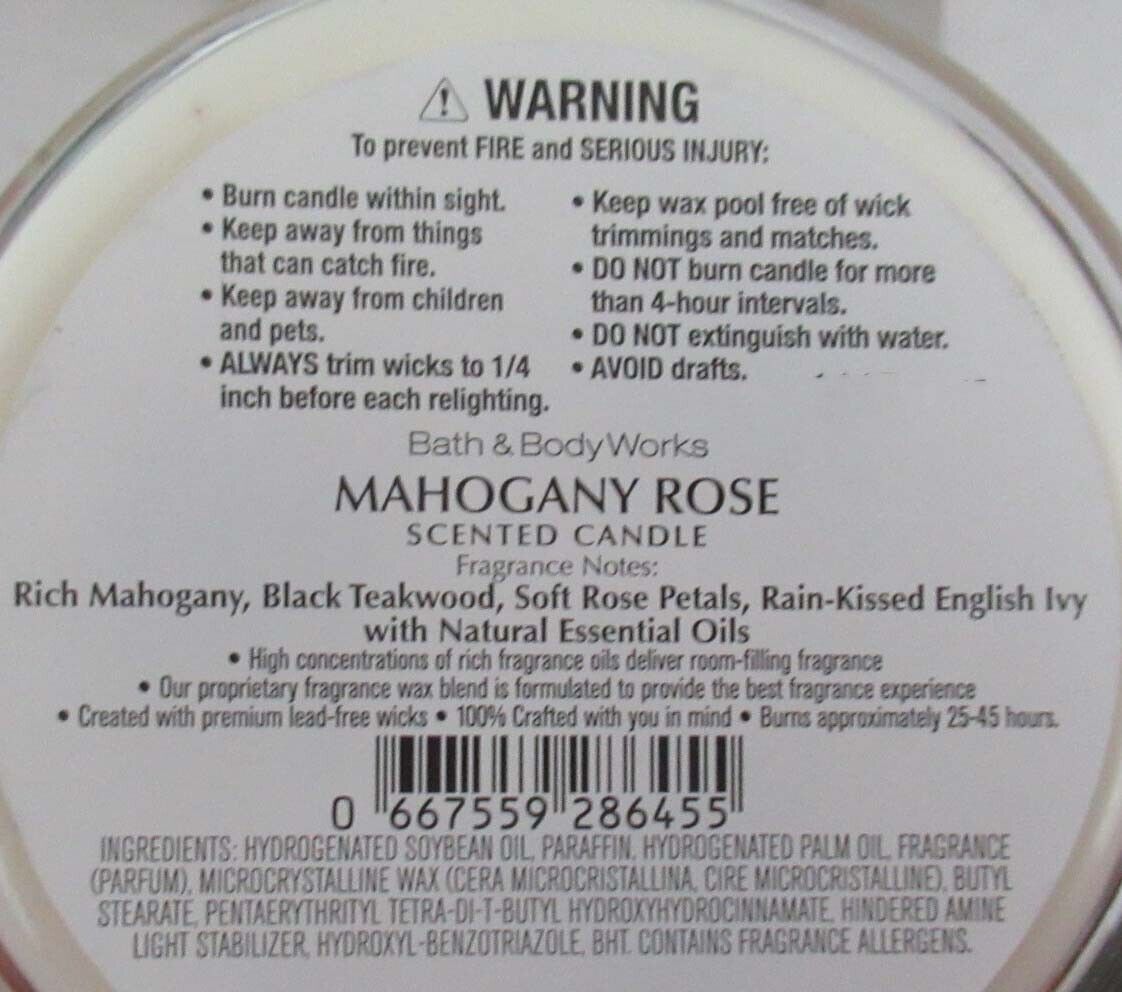 WARNING
To prevent FIRE and SERIOUS INJURY:
• Burn candle within sight.
• Keep away from things
that can catch fire.
• Keep away from children
and pets.
• ALWAYS trim wicks to 1/4
inch before each relighting.
• Keep wax pool free of wick
trimmings and matches.
• DO NOT burn candle for more
than 4-hour intervals.
• DO NOT extinguish with water.
• AVOID drafts.
Bath & Body Works
MAHOGANY ROSE
SCENTED CANDLE
Fragrance Notes:
Rich Mahogany, Black Teakwood, Soft Rose Petals, Rain-Kissed English Ivy
with Natural Essential Oils
• High concentrations of rich fragrance oils deliver room-filling fragrance
• Our proprietary fragrance wax blend is formulated to provide the best fragrance experience
• Created with premium lead-free wicks • 100% Crafted with you in mind • Burns approximately 25-45 hours.
0 667559 286455
INGREDIENTS: HYDROGENATED SOYBEAN OIL, PARAFFIN, HYDROGENATED PALM OIL, FRAGRANCE
(PARFUM), MICROCRYSTALLINE WAX (CERA MICROCRISTALLINA, CIRE MICROCRISTALLINE), BUTYL
STEARATE, PENTAERYTHRITYL TETRA-DI-T-BUTYL HYDROXYHYDROCINNAMATE, HINDERED AMINE
LIGHT STABILIZER, HYDROXYL-BENZOTRIAZOLE, BHT. CONTAINS FRAGRANCE ALLERGENS.